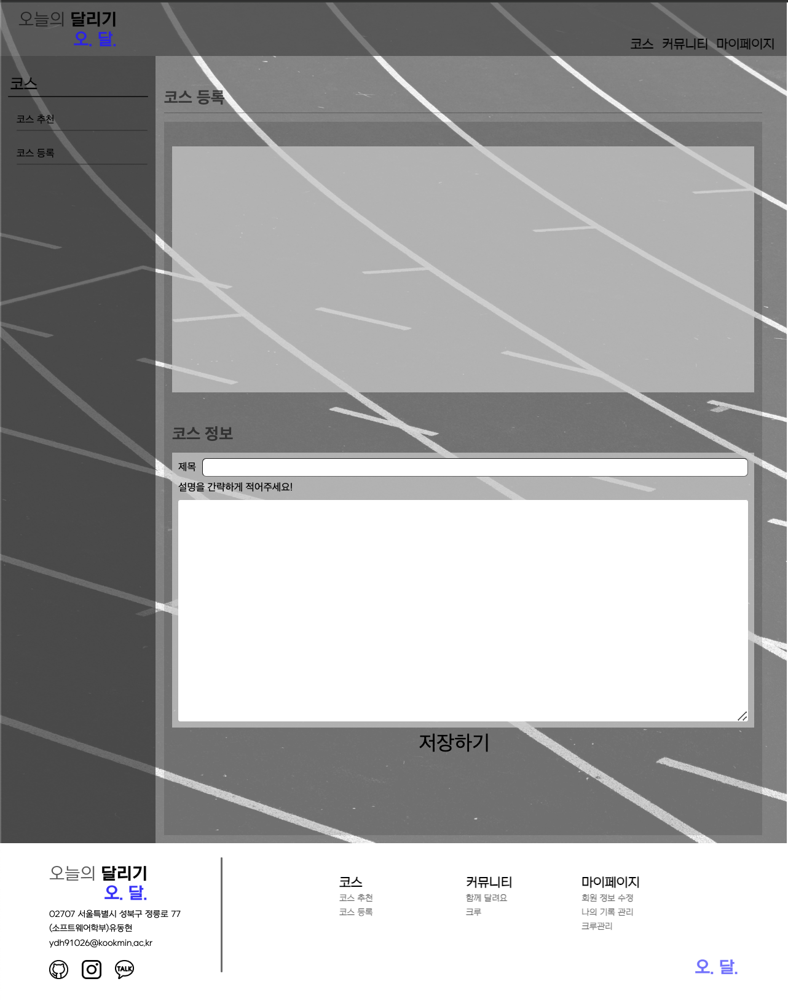 오늘의 달리기
오. 달.
코스 커뮤니티 마이페이지
코스
코스 추천
코스 등록
코스 등록
코스 정보
제목
설명을 간략하게 적어주세요!
저장하기
오늘의 달리기
오. 달.
02707 서울특별시 성북구 정릉로 77
(소프트웨어학부)유동현
ydh91026@kookmin.ac.kr
TALK
코스
코스 추천
코스 등록
커뮤니티
함께 달려요
크루
마이페이지
회원 정보 수정
나의 기록 관리
크루관리
오. 달.